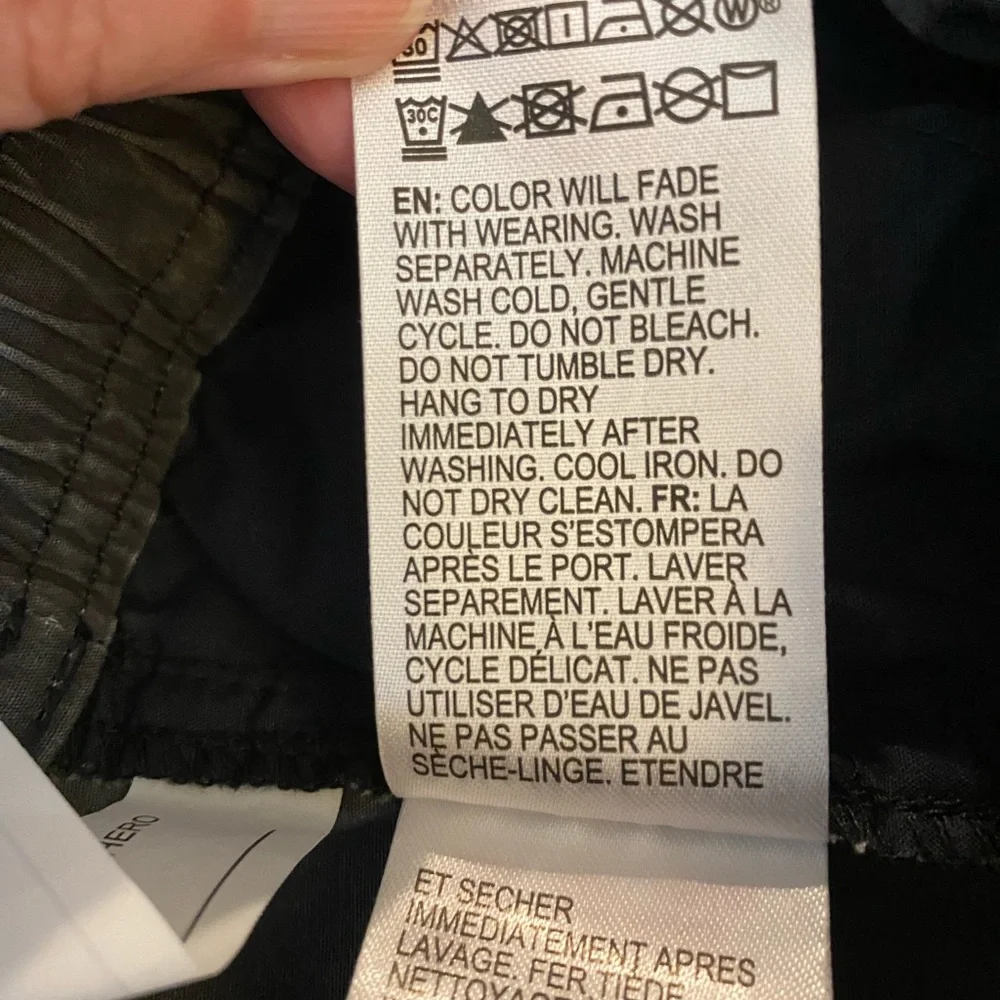 30
W®
30C
EN: COLOR WILL FADE
WITH WEARING. WASH
SEPARATELY. MACHINE
WASH COLD, GENTLE
CYCLE. DO NOT BLEACH.
DO NOT TUMBLE DRY.
HANG TO DRY
IMMEDIATELY AFTER
WASHING. COOL IRON. DO
NOT DRY CLEAN. FR: LA
COULEUR S'ESTOMPERA
APRÈS LE PORT. LAVER
SEPAREMENT. LAVER À LA
MACHINE À L'EAU FROIDE,
CYCLE DÉLICAT. NE PAS
UTILISER D'EAU DE JAVEL.
NE PAS PASSER AU
SÈCHE-LINGE. ETENDRE
ET SECHER
IMMEDIATEMENT APRES
LAVAGE. FER TIÈDE
NETTOYAGE